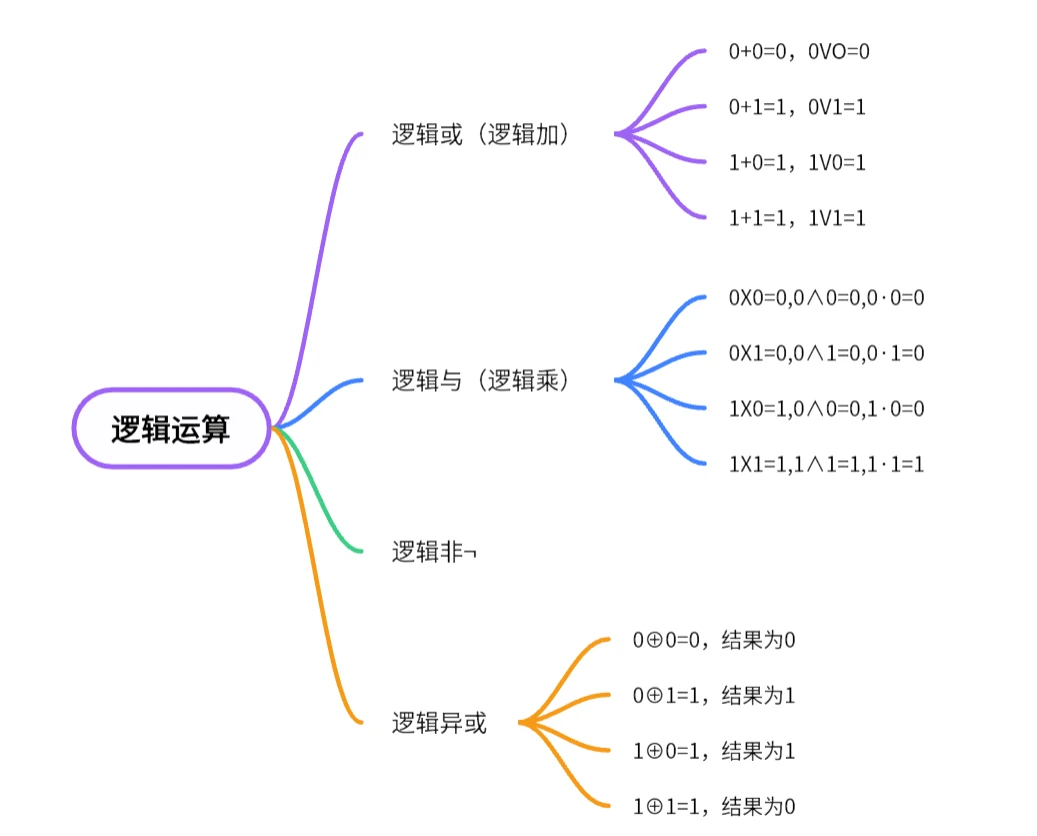 逻辑运算
逻辑或（逻辑加）
0+0=0，0VO=0
0+1=1，0V1=1
1+0=1，1V0=1
1+1=1，1V1=1
逻辑与（逻辑乘）
0X0=0,0∧0=0,0·0=0
0X1=0,0∧1=0,0·1=0
1X0=1,0∧0=0,1·0=0
1X1=1,1∧1=1,1·1=1
逻辑非¬
逻辑异或
0⊕0=0，结果为0
0⊕1=1，结果为1
1⊕0=1，结果为1
1⊕1=1，结果为0